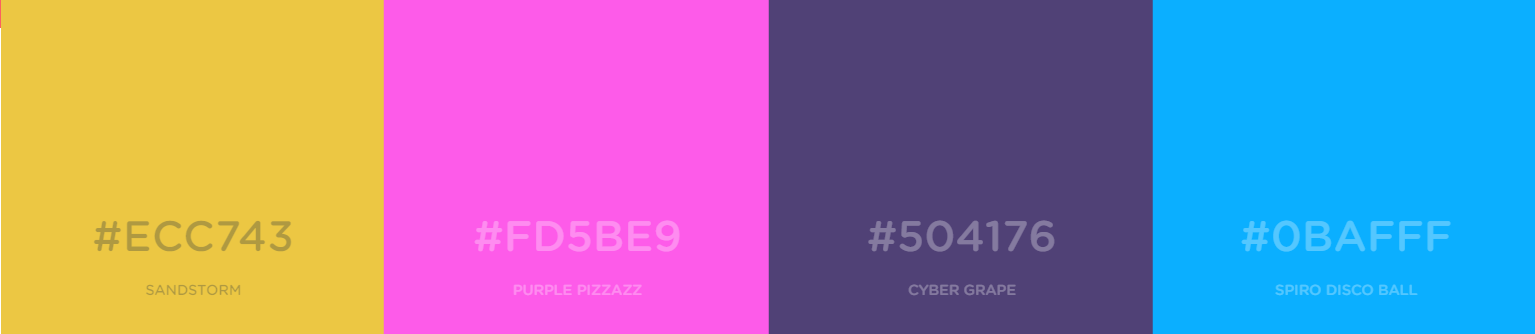 #ECC743
SANDSTORM
#FD5BE9
PURPLE PIZZAZZ
#504176
CYBER GRAPE
#0BAFFF
SPIRO DISCO BALL